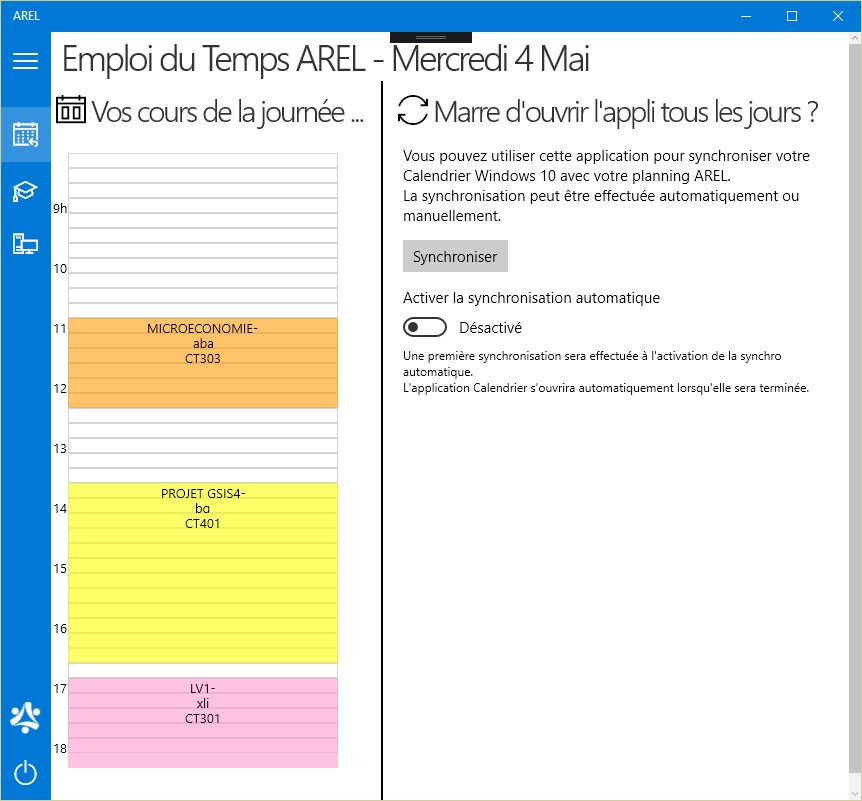 AREL
Emploi du Temps AREL - Mercredi 4 Mai
Vos cours de la journée ...
9h
10
11
MICROECONOMIE-
aba
CT303
12
13
PROJET GSIS4-
14
ba
CT401
15
16
17
LV1-
xli
CT301
18
Marre d'ouvrir l'appli tous les jours ?
Vous pouvez utiliser cette application pour synchroniser votre
Calendrier Windows 10 avec votre planning AREL.
La synchronisation peut être effectuée automatiquement ou
manuellement.
Synchroniser
Activer la synchronisation automatique
Désactivé
Une première synchronisation sera effectuée à l'activation de la synchro
automatique.
L'application Calendrier s'ouvrira automatiquement lorsqu'elle sera terminée.